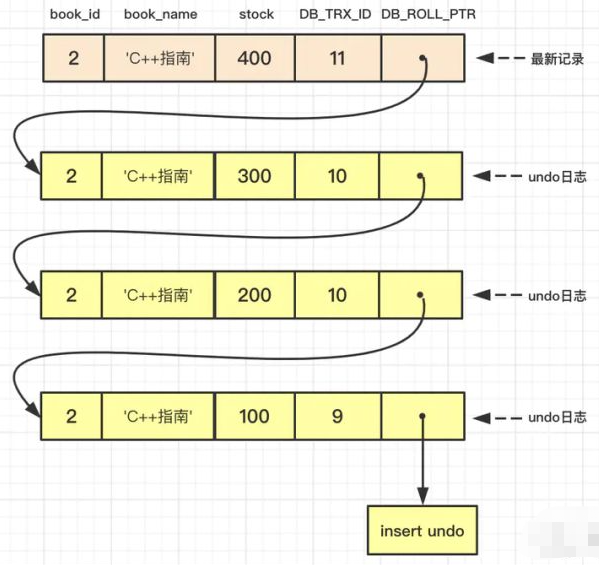 book_id book_name stock DB_TRX_ID DB_ROLL_PTR
2 'C++指南' 400 11 最新记录
2 'C++指南' 300 10 undo日志
2 'C++指南' 200 10 undo日志
2 'C++指南' 100 9 undo日志
insert undo